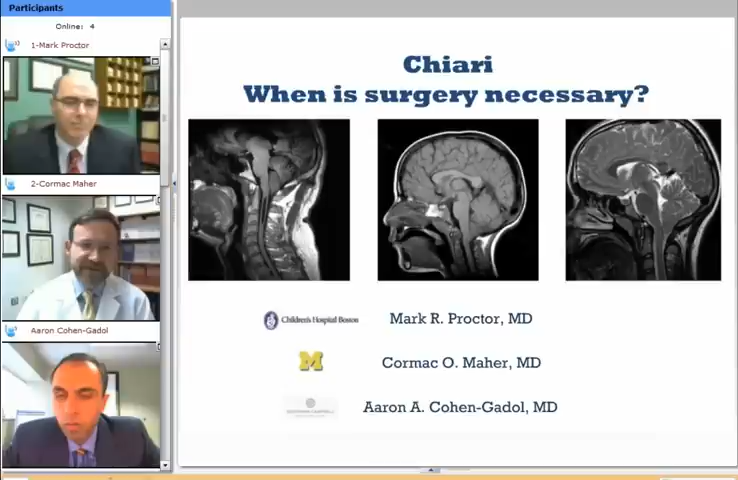 Participants
Online: 4
1-Mark Proctor
2-Cormac Maher
Aaron Cohen-Gadol
Chiari
When is surgery necessary?
Children's Hospital Boston
Mark R. Proctor, MD
M
Cormac O. Maher, MD
Aaron A. Cohen-Gadol, MD